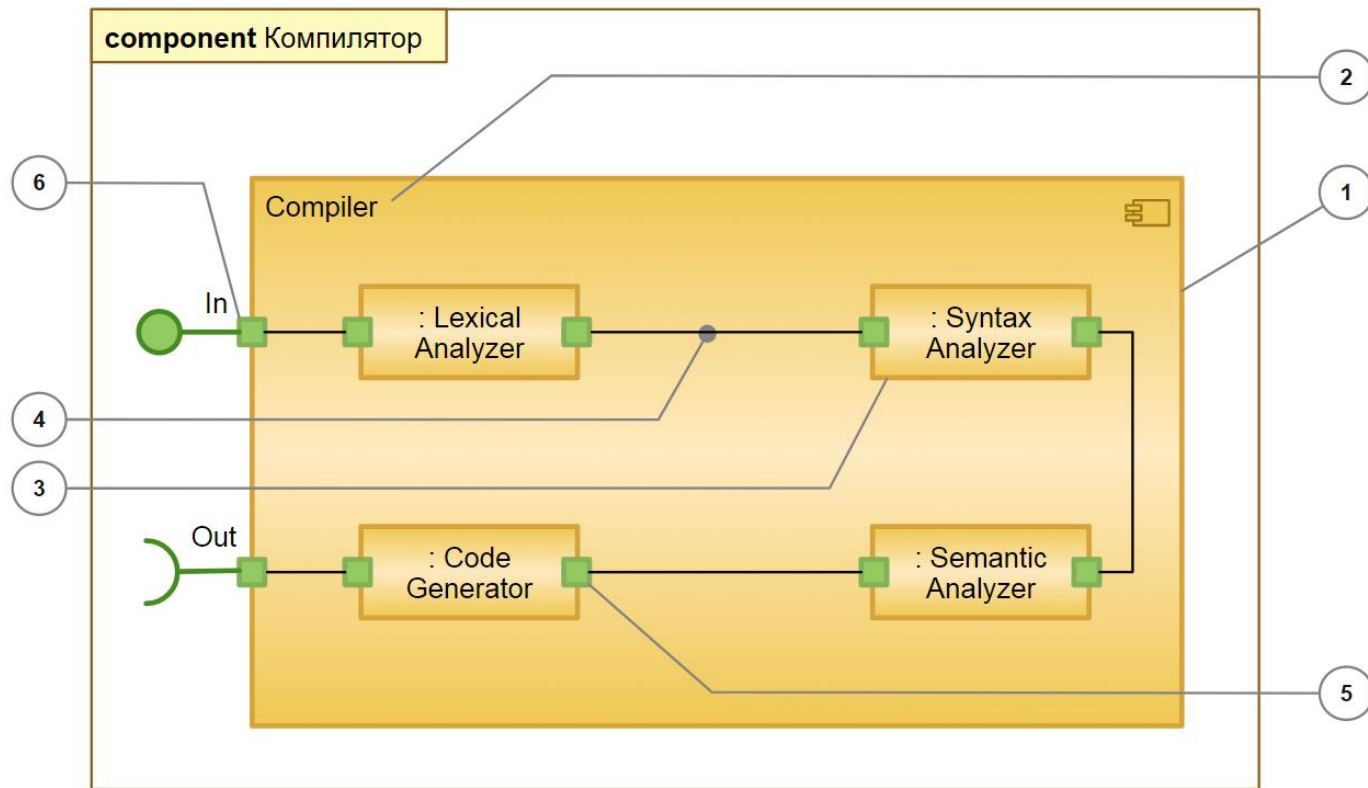 component Компилятор
2
6
1
Compiler
In
: Lexical
Analyzer
: Syntax
Analyzer
4
3
Out
: Code
Generator
: Semantic
Analyzer
5